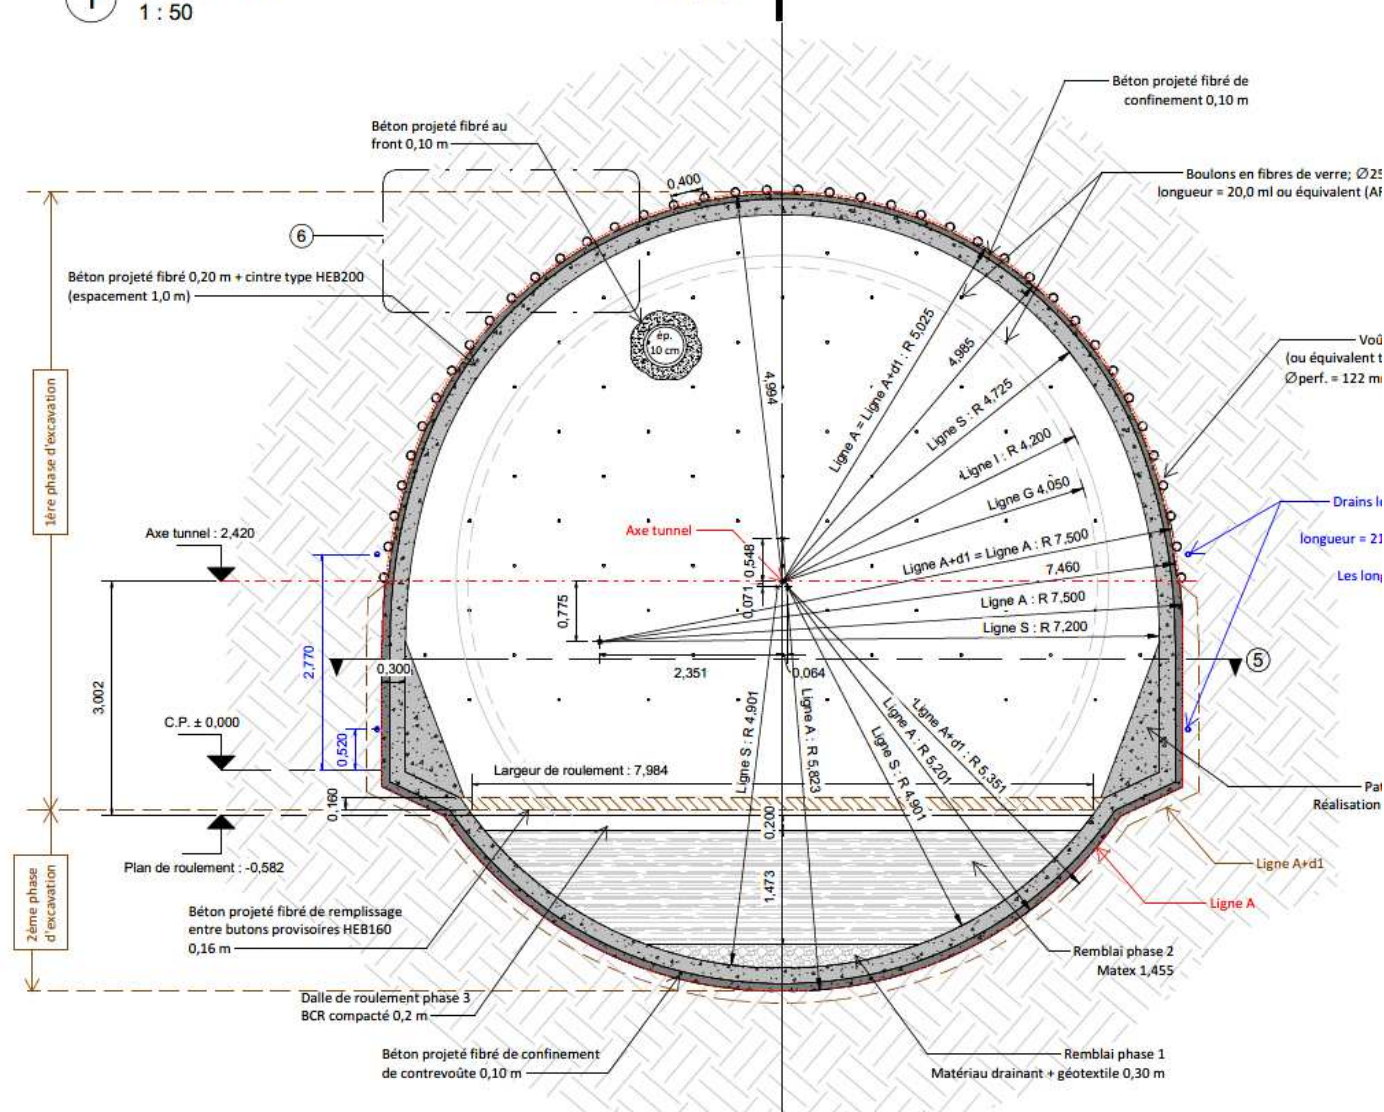 1
1 : 50
Béton projeté fibré de
confinement 0,10 m
Béton projeté fibré au
front 0,10 m
Boulons en fibres de verre; Ø25
longueur = 20,0 ml ou équivalent
0,400
6
Béton projeté fibré 0,20 m + cintre type HEB200
(espacement 1,0 m)
ép.
10 cm
Ligne A = Ligne A+d1 : R 5,025
4,985
Ligne S : R 4,725
Ligne I : R 4,200
Ligne G 4,050
4,994
(ou équivalent
Øperf. = 122
1ère phase d'excavation
Axe tunnel : 2,420
Axe tunnel
Drains
longueur = 21
Les
0,548
0,071
0,775
Ligne A+d1 = Ligne A : R 7,500
7,460
Ligne A : R 7,500
Ligne S : R 7,200
5
2,770
0,300
2,351
0,064
3,002
C.P. ± 0,000
0,520
Largeur de roulement : 7,984
Ligne S : R 4,901
Ligne A : R 5,823
Ligne S : R 4,901
Ligne A : R 5,201
Ligne A+d1 : R 5,351
0,160
0,200
1,473
Réalisation
Plan de roulement : -0,582
Ligne A+d1
Ligne A
2ème phase
d'excavation
Béton projeté fibré de remplissage
entre butons provisoires HEB160
0,16 m
Remblai phase 2
Matex 1,455
Dalle de roulement phase 3
BCR compacté 0,2 m
Béton projeté fibré de confinement
de contrevoûte 0,10 m
Remblai phase 1
Matériau drainant + géotextile 0,30 m